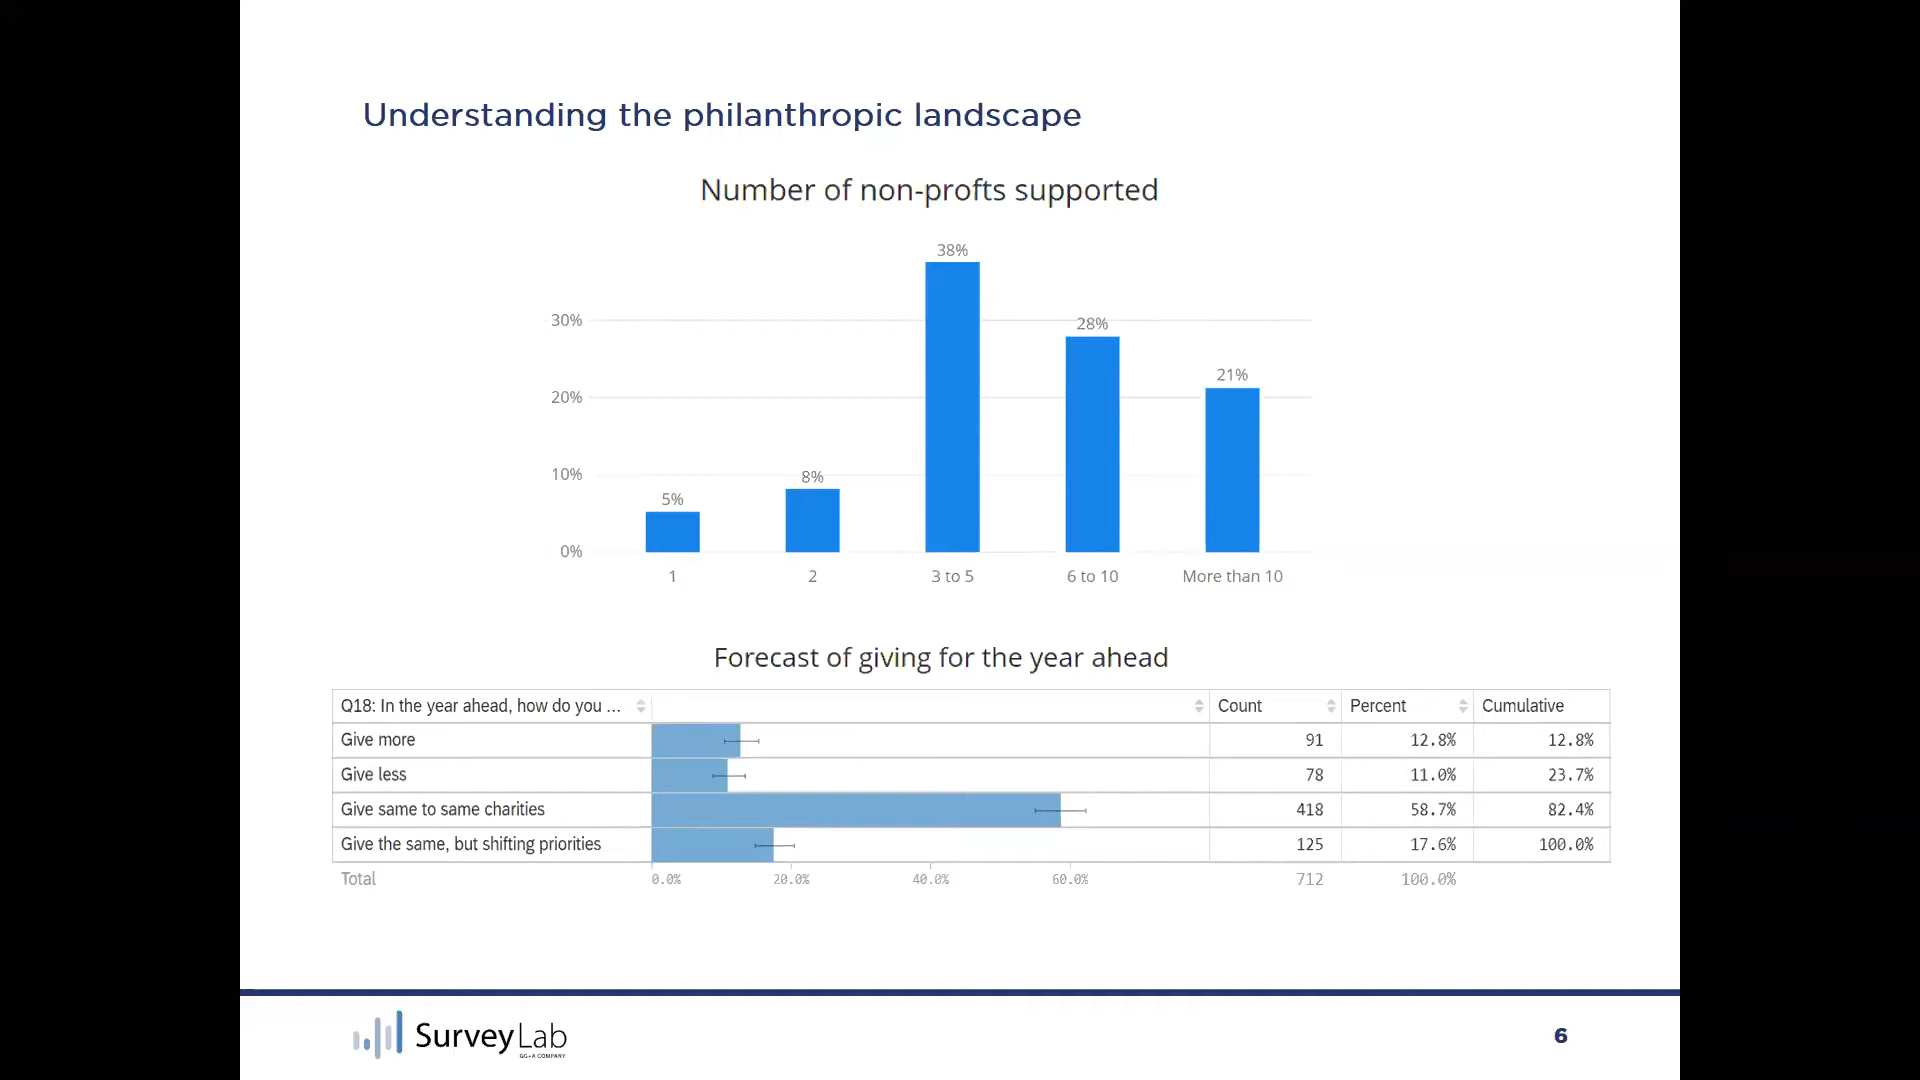 Understanding the philanthropic landscape
Number of non-profts supported
38%
30%
28%
21%
20%
10%
8%
5%
0%
1 2 3 to 5 6 to 10 More than 10
Forecast of giving for the year ahead
Q18: In the year ahead, how do you ... Count Percent Cumulative
Give more 91 12.8% 12.8%
Give less 78 11.0% 23.7%
Give same to same charities 418 58.7% 82.4%
Give the same, but shifting priorities 125 17.6% 100.0%
Total 0.0% 20.0% 40.0% 60.0% 712 100.0%
SurveyLab
GG+A COMPANY
6